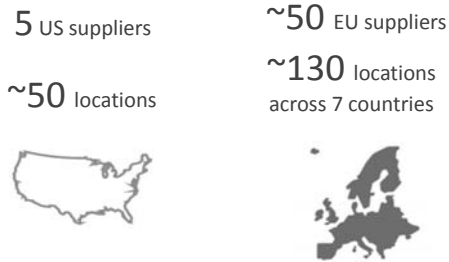 5 US suppliers
~50 locations
~50 EU suppliers
~130 locations
across 7 countries